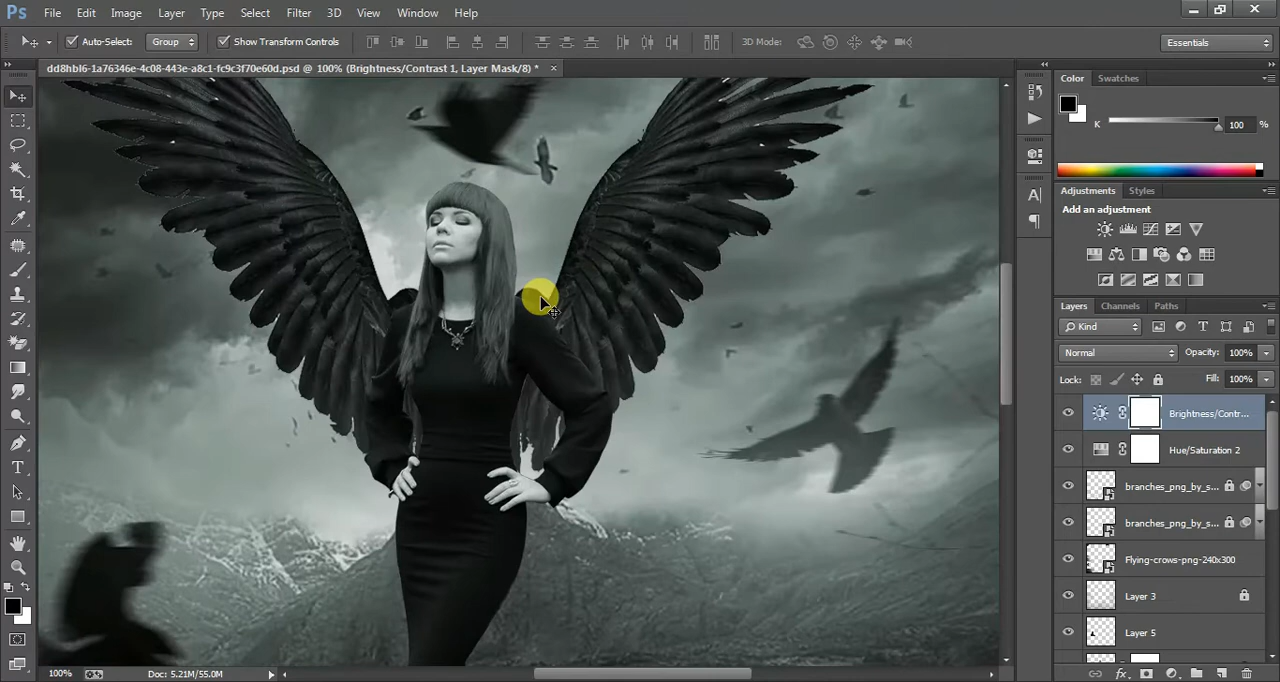 Ps File Edit Image Layer Type Select Filter 3D View Window Help
Auto-Select: Group Show Transform Controls 3D Mode: Essentials
dd8hbl6-1a76346e-4c08-443e-a8c1-fc9c3f70e60d.psd @ 100% (Brightness/Contrast 1, Layer Mask/8) *
Color Swatches
K 100 %
Adjustments Styles
Add an adjustment
Layers Channels Paths
Kind
Normal Opacity: 100%
Lock: Fill: 100%
Brightness/Contr...
Hue/Saturation 2
branches_png_by_s...
branches_png_by_s...
Flying-crows-png-240x300
Layer 3
Layer 5
100% Doc: 5.21M/55.0M